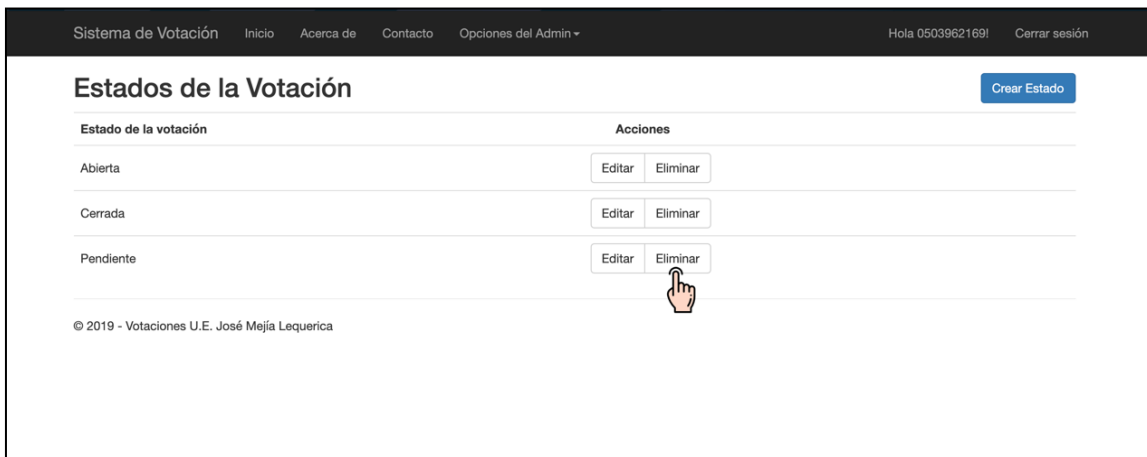 Sistema de Votación Inicio Acerca de Contacto Opciones del Admin Hola 0503962169! Cerrar sesión
Estados de la Votación Crear Estado
Estado de la votación Acciones
Abierta Editar Eliminar
Cerrada Editar Eliminar
Pendiente Editar Eliminar
© 2019 - Votaciones U.E. José Mejía Lequerica